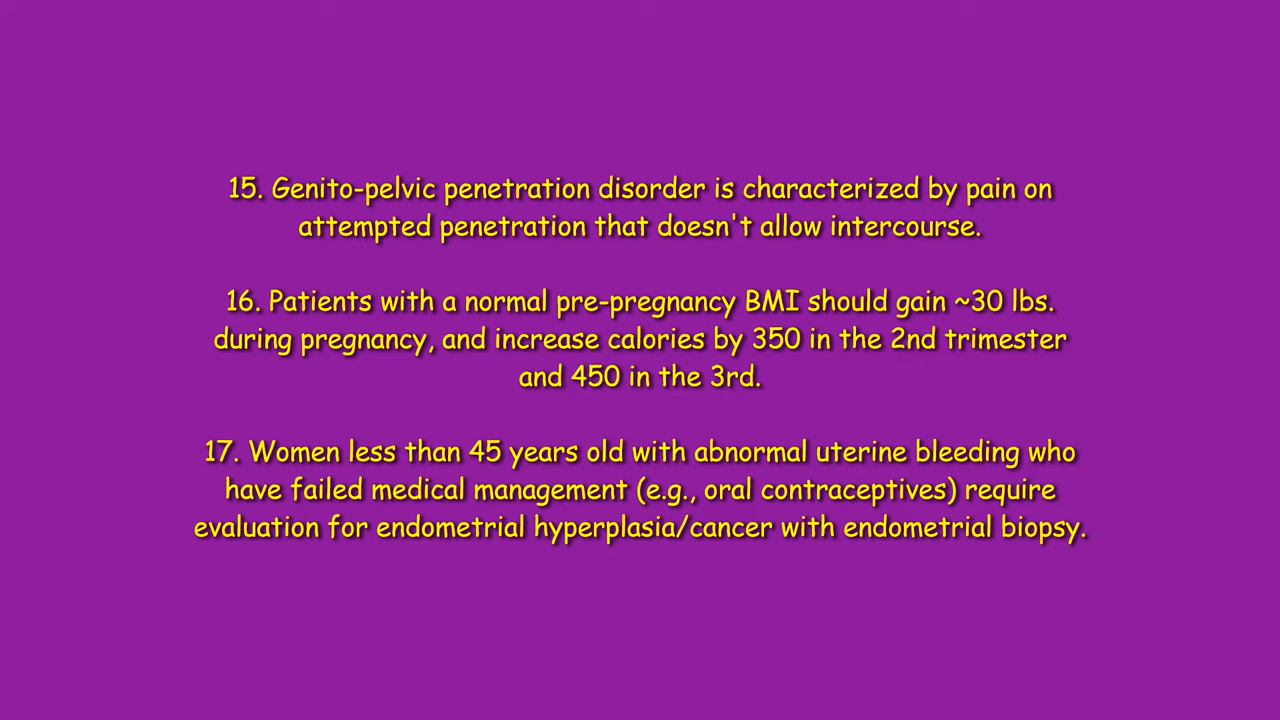 15. Genito-pelvic penetration disorder is characterized by pain on
attempted penetration that doesn't allow intercourse.
16. Patients with a normal pre-pregnancy BMI should gain ~30 lbs.
during pregnancy, and increase calories by 350 in the 2nd trimester
and 450 in the 3rd.
17. Women less than 45 years old with abnormal uterine bleeding who
have failed medical management (e.g., oral contraceptives) require
evaluation for endometrial hyperplasia/cancer with endometrial biopsy.